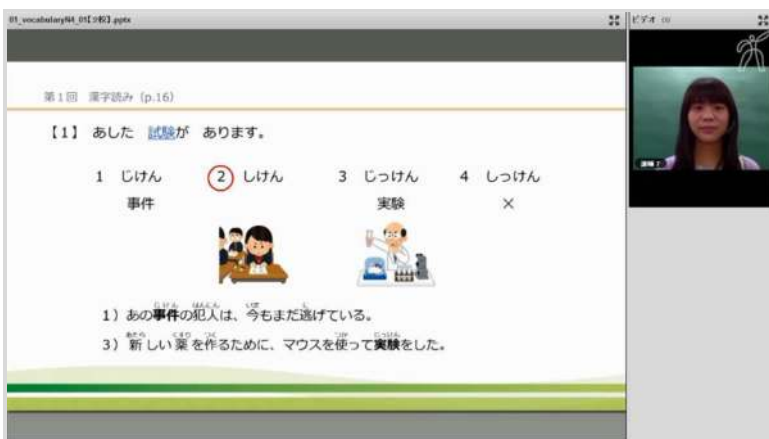 01_vocabularyN4_01【分校】.pptx
ビデオ (1)
第1回 漢字読み (p.16)
【1】 あした 試験が あります。
1 じけん 2 しけん 3 じっけん 4 しっけん
事件 実験 ×
1）あの事件の犯人は、今もまだ逃げている。
3）新しい薬を作るために、マウスを使って実験をした。